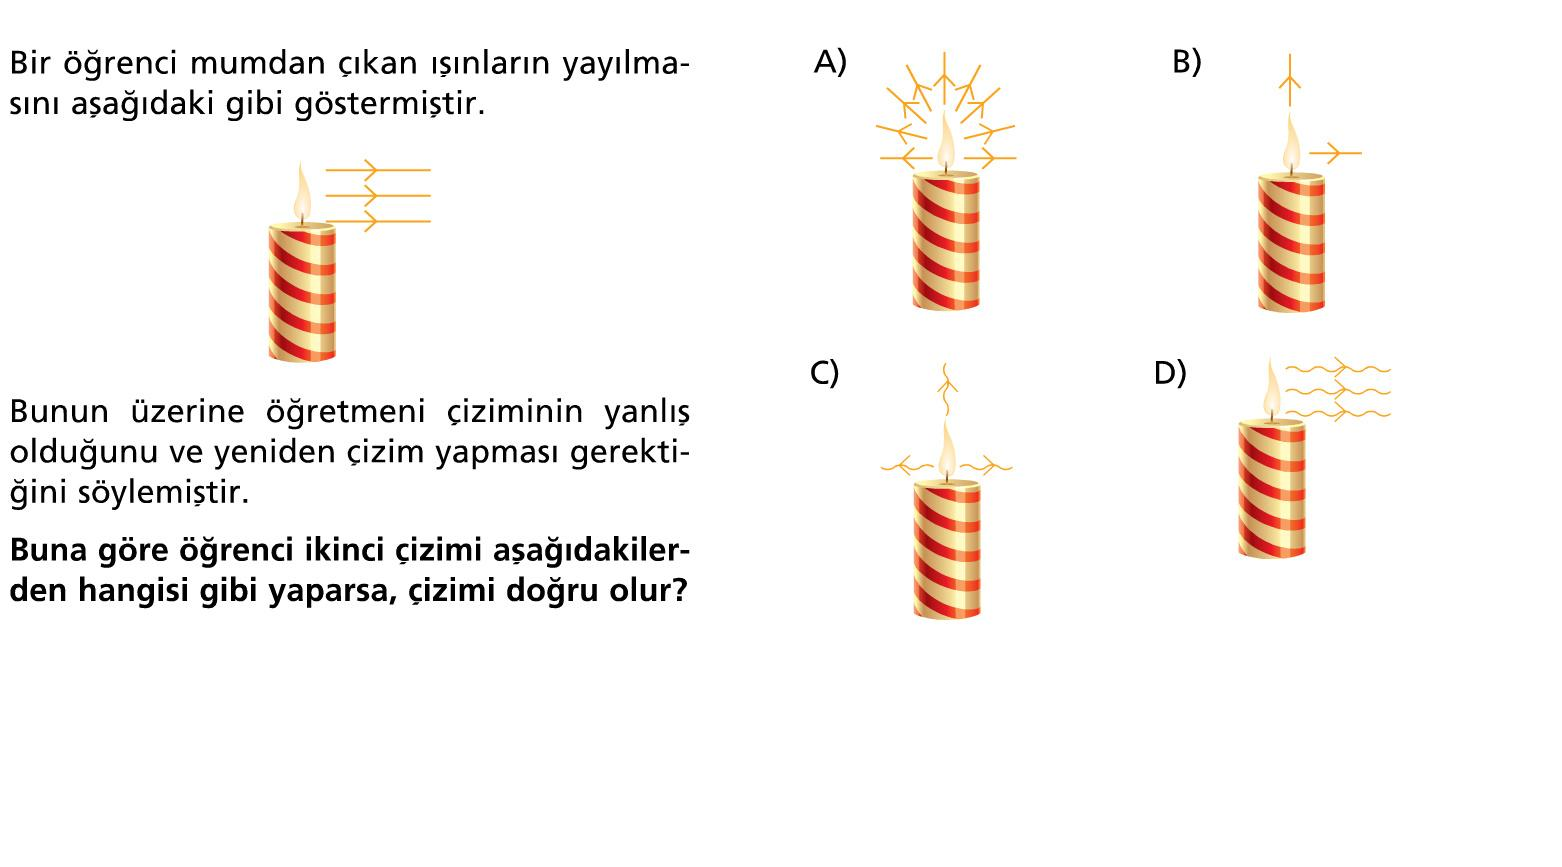 Bir öğrenci mumdan çıkan ışınların yayılma-
sını aşağıdaki gibi göstermiştir.
Bunun üzerine öğretmeni çiziminin yanlış
olduğunu ve yeniden çizim yapması gerekti-
ğini söylemiştir.
Buna göre öğrenci ikinci çizimi aşağıdakiler-
den hangisi gibi yaparsa, çizimi doğru olur?
A)
B)
C)
D)